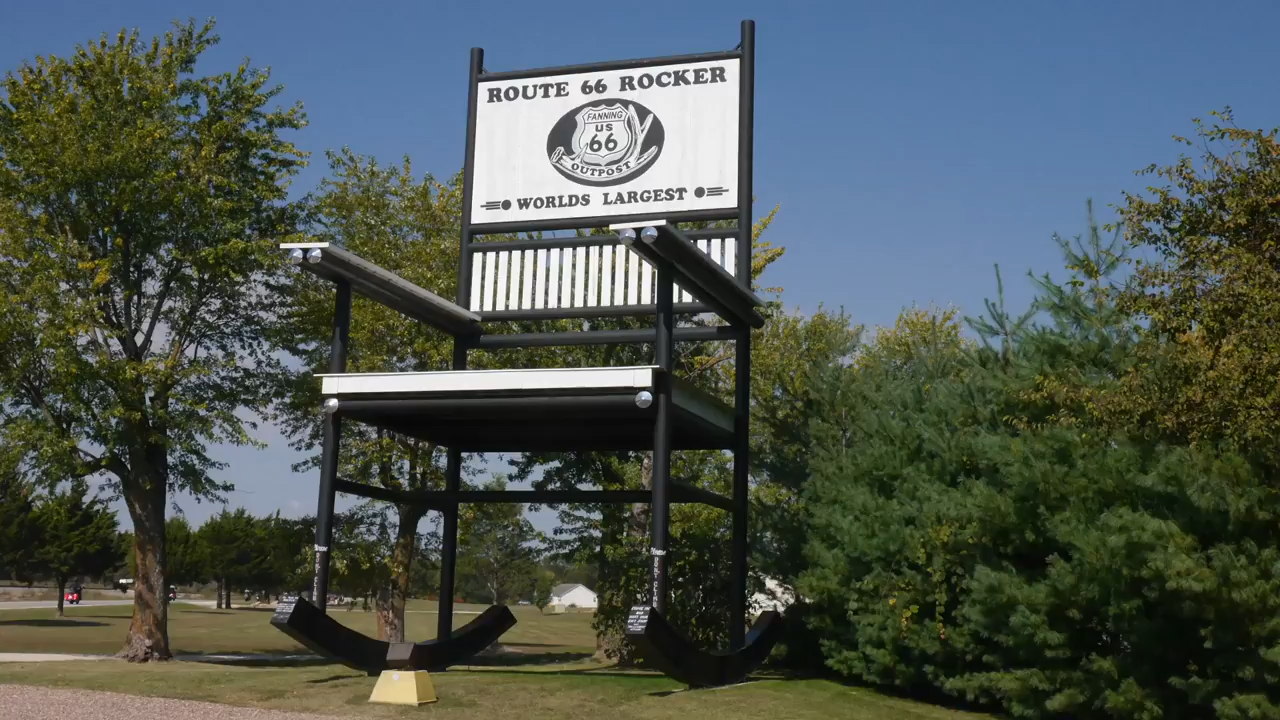 ROUTE 66 ROCKER
FANNING
US
66
OUTPOST
WORLDS LARGEST